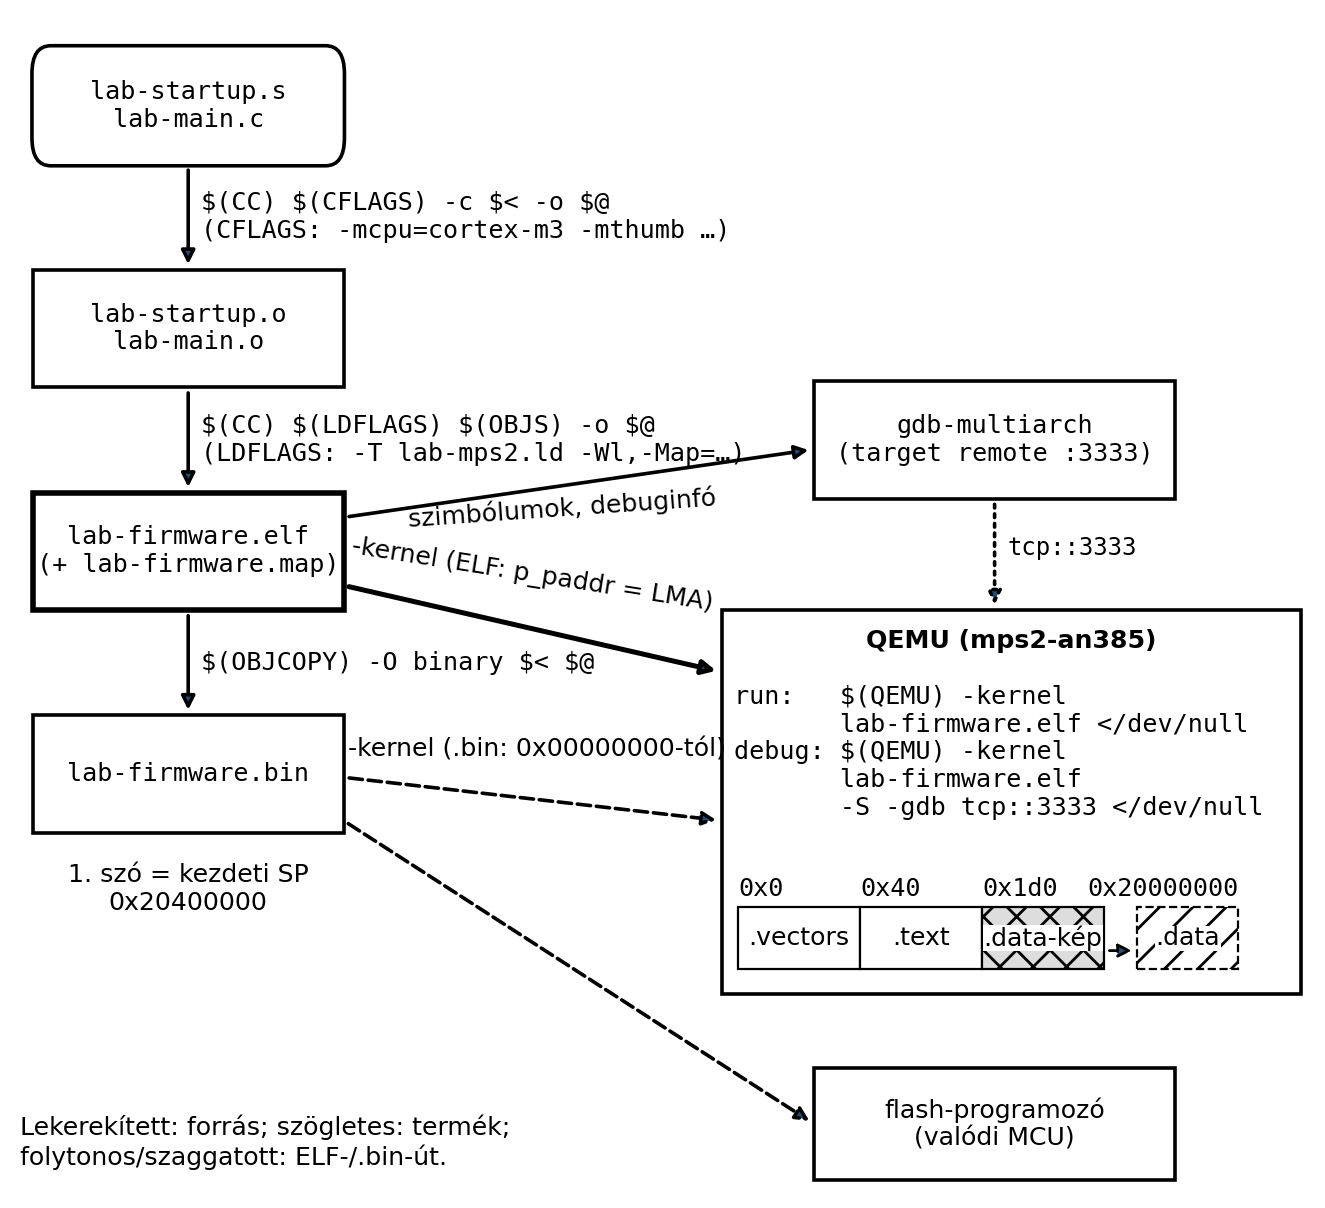 lab-startup.s
lab-main.c
$(CC) $(CFLAGS) -c $< -o $@
(CFLAGS: -mcpu=cortex-m3 -mthumb …)
lab-startup.o
lab-main.o
$(CC) $(LDFLAGS) $(OBJS) -o $@
(LDFLAGS: -T lab-mps2.ld -Wl,-Map=…)
gdb-multiarch
(target remote :3333)
szimbólumok, debuginfó
lab-firmware.elf
(+ lab-firmware.map)
-kernel (ELF: p_paddr = LMA)
tcp::3333
$(OBJCOPY) -O binary $< $@
QEMU (mps2-an385)
run: $(QEMU) -kernel
lab-firmware.elf </dev/null
debug: $(QEMU) -kernel
lab-firmware.elf
-S -gdb tcp::3333 </dev/null
-kernel (.bin: 0x00000000-tól)
lab-firmware.bin
1. szó = kezdeti SP
0x20400000
0x0 0x40 0x1d0 0x20000000
.vectors .text .data-kép .data
flash-programozó
(valódi MCU)
Lekerekített: forrás; szögletes: termék;
folytonos/szaggatott: ELF-/.bin-út.